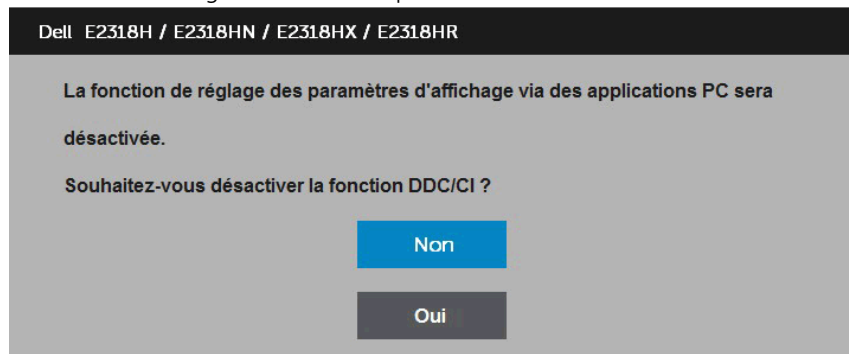 Dell E2318H / E2318HN / E2318HX / E2318HR
La fonction de réglage des paramètres d'affichage via des applications PC sera
désactivée.
Souhaitez-vous désactiver la fonction DDC/CI ?
Non
Oui